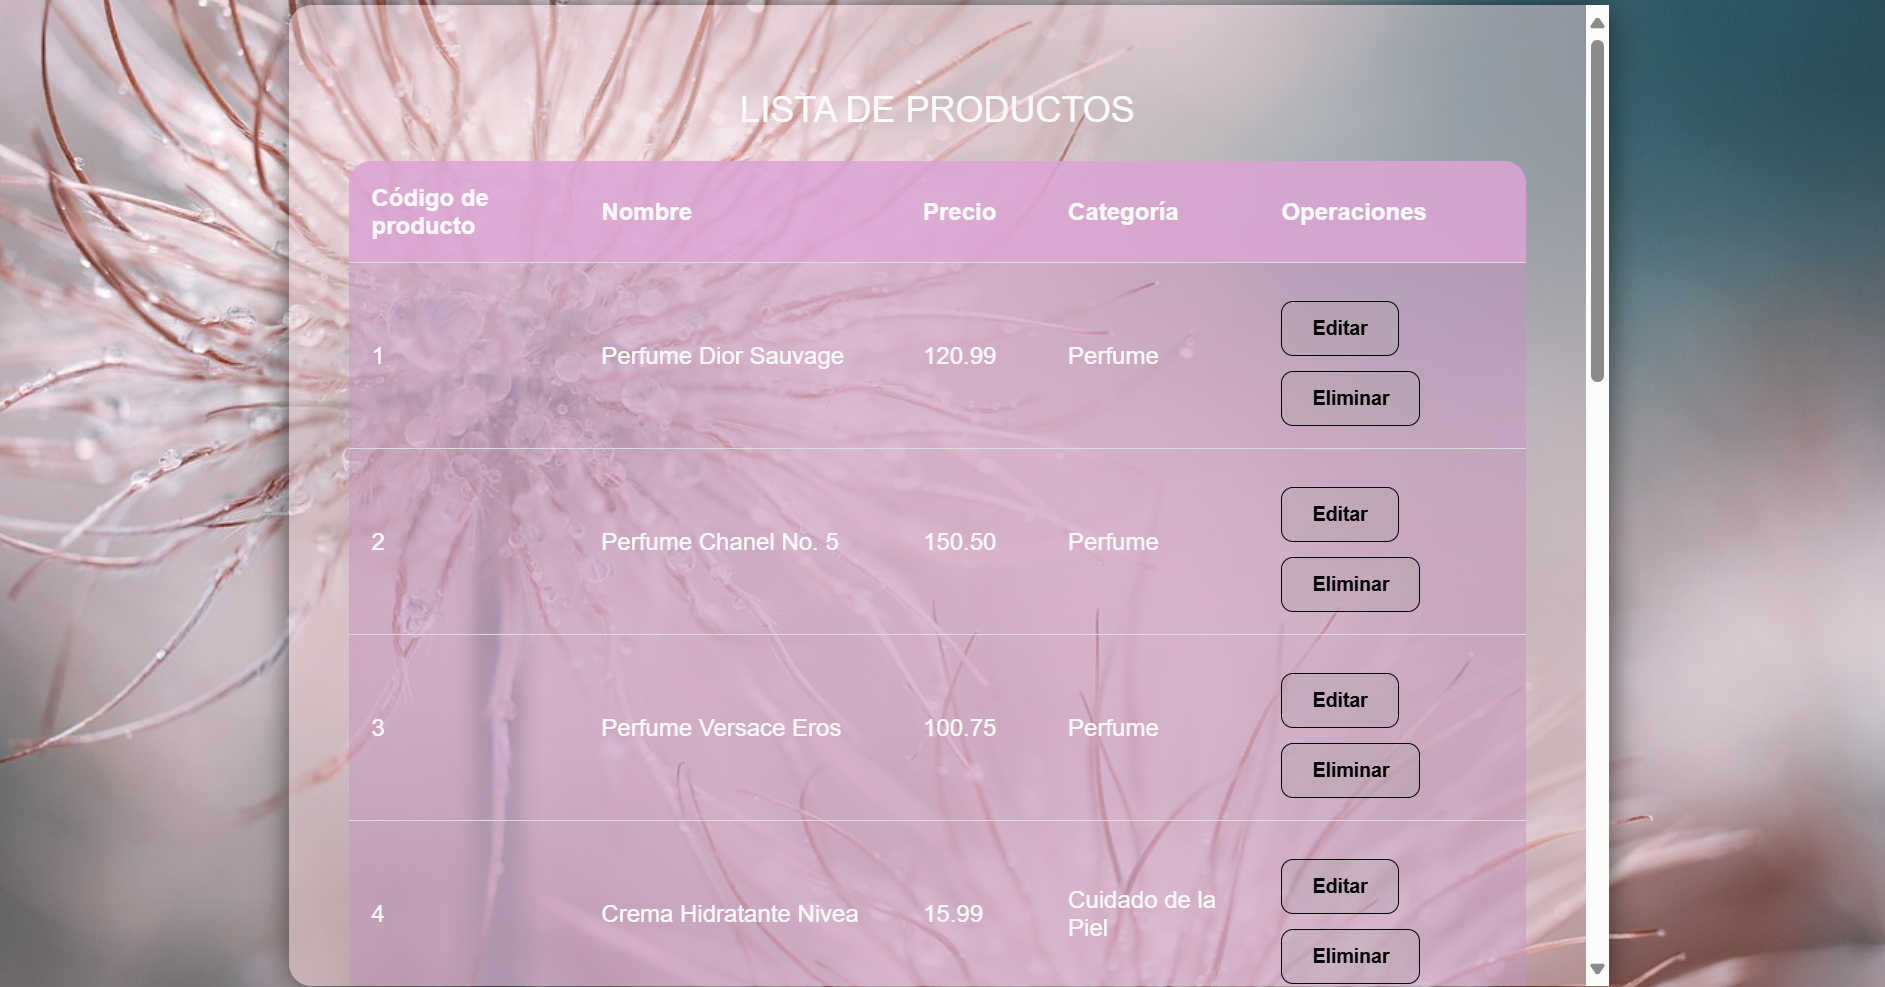 LISTA DE PRODUCTOS
Código de
producto
Nombre
Precio
Categoría
Operaciones
1
Perfume Dior Sauvage
120.99
Perfume
Editar
Eliminar
2
Perfume Chanel No. 5
150.50
Perfume
Editar
Eliminar
3
Perfume Versace Eros
100.75
Perfume
Editar
Eliminar
4
Crema Hidratante Nivea
15.99
Cuidado de la
Piel
Editar
Eliminar